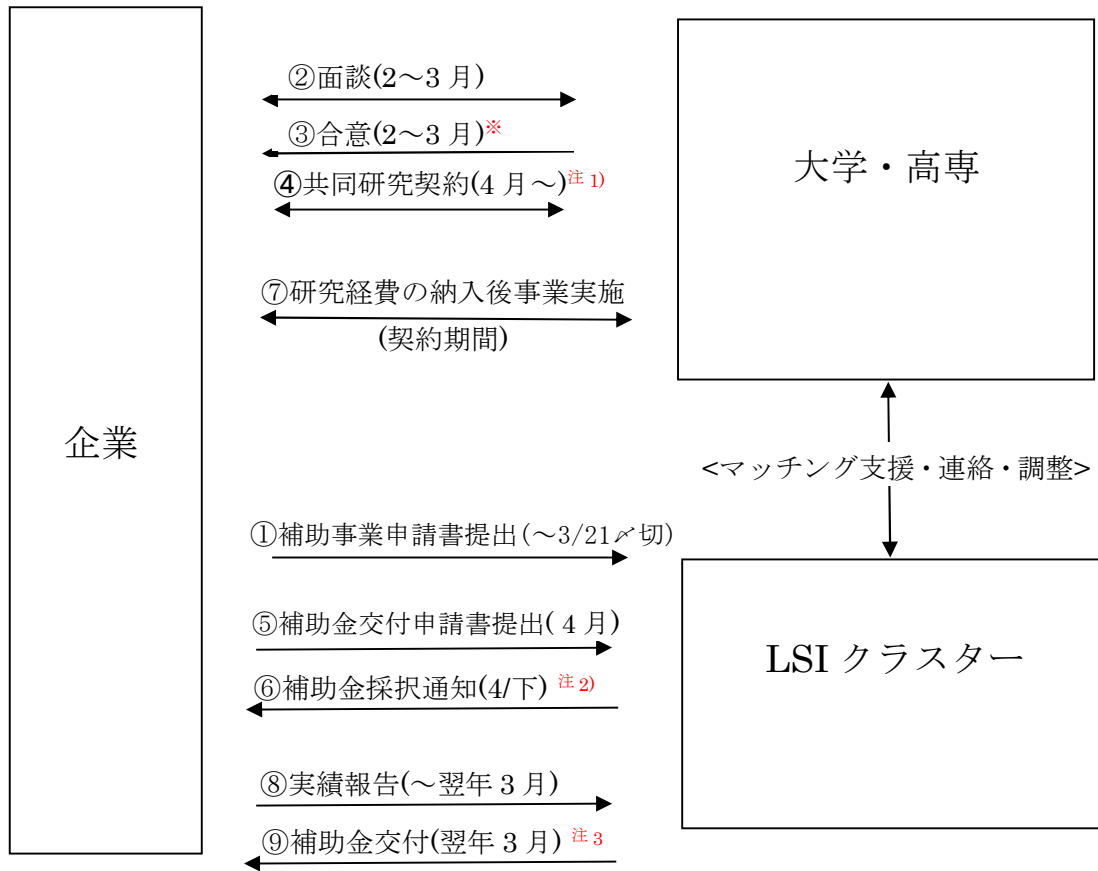 ②面談(2～3 月)
③合意(2～3 月)※
④共同研究契約(4 月～)注 1)
大学・高専
⑦研究経費の納入後事業実施
(契約期間)
企業
<マッチング支援・連絡・調整>
①補助事業申請書提出(～3/21〆切)
⑤補助金交付申請書提出( 4 月)
LSI クラスター
⑥補助金採択通知(4/下) 注 2)
⑧実績報告(～翌年 3 月)
⑨補助金交付(翌年 3 月) 注 3